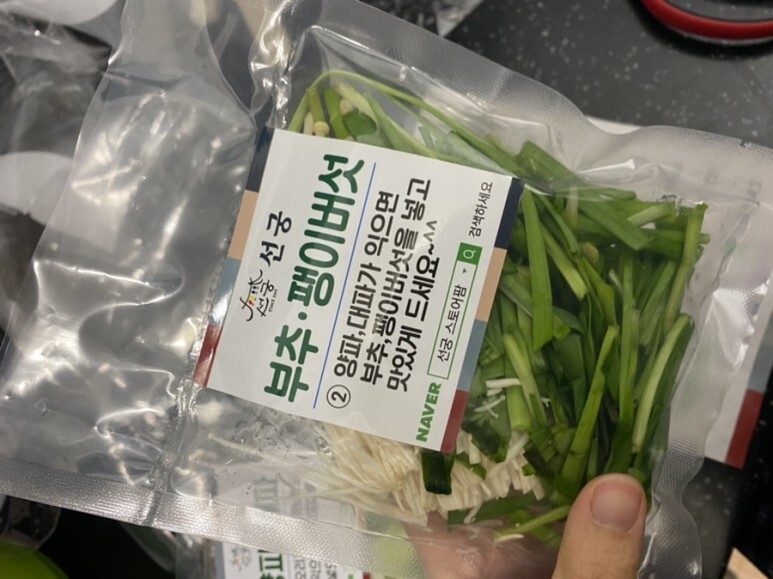 선궁
선궁
부추·팽이버섯
② 양파,대파가 익으면
부추,팽이버섯을 넣고
맛있게 드세요~^^
NAVER 선궁 스토어팜 검색하세요
양파